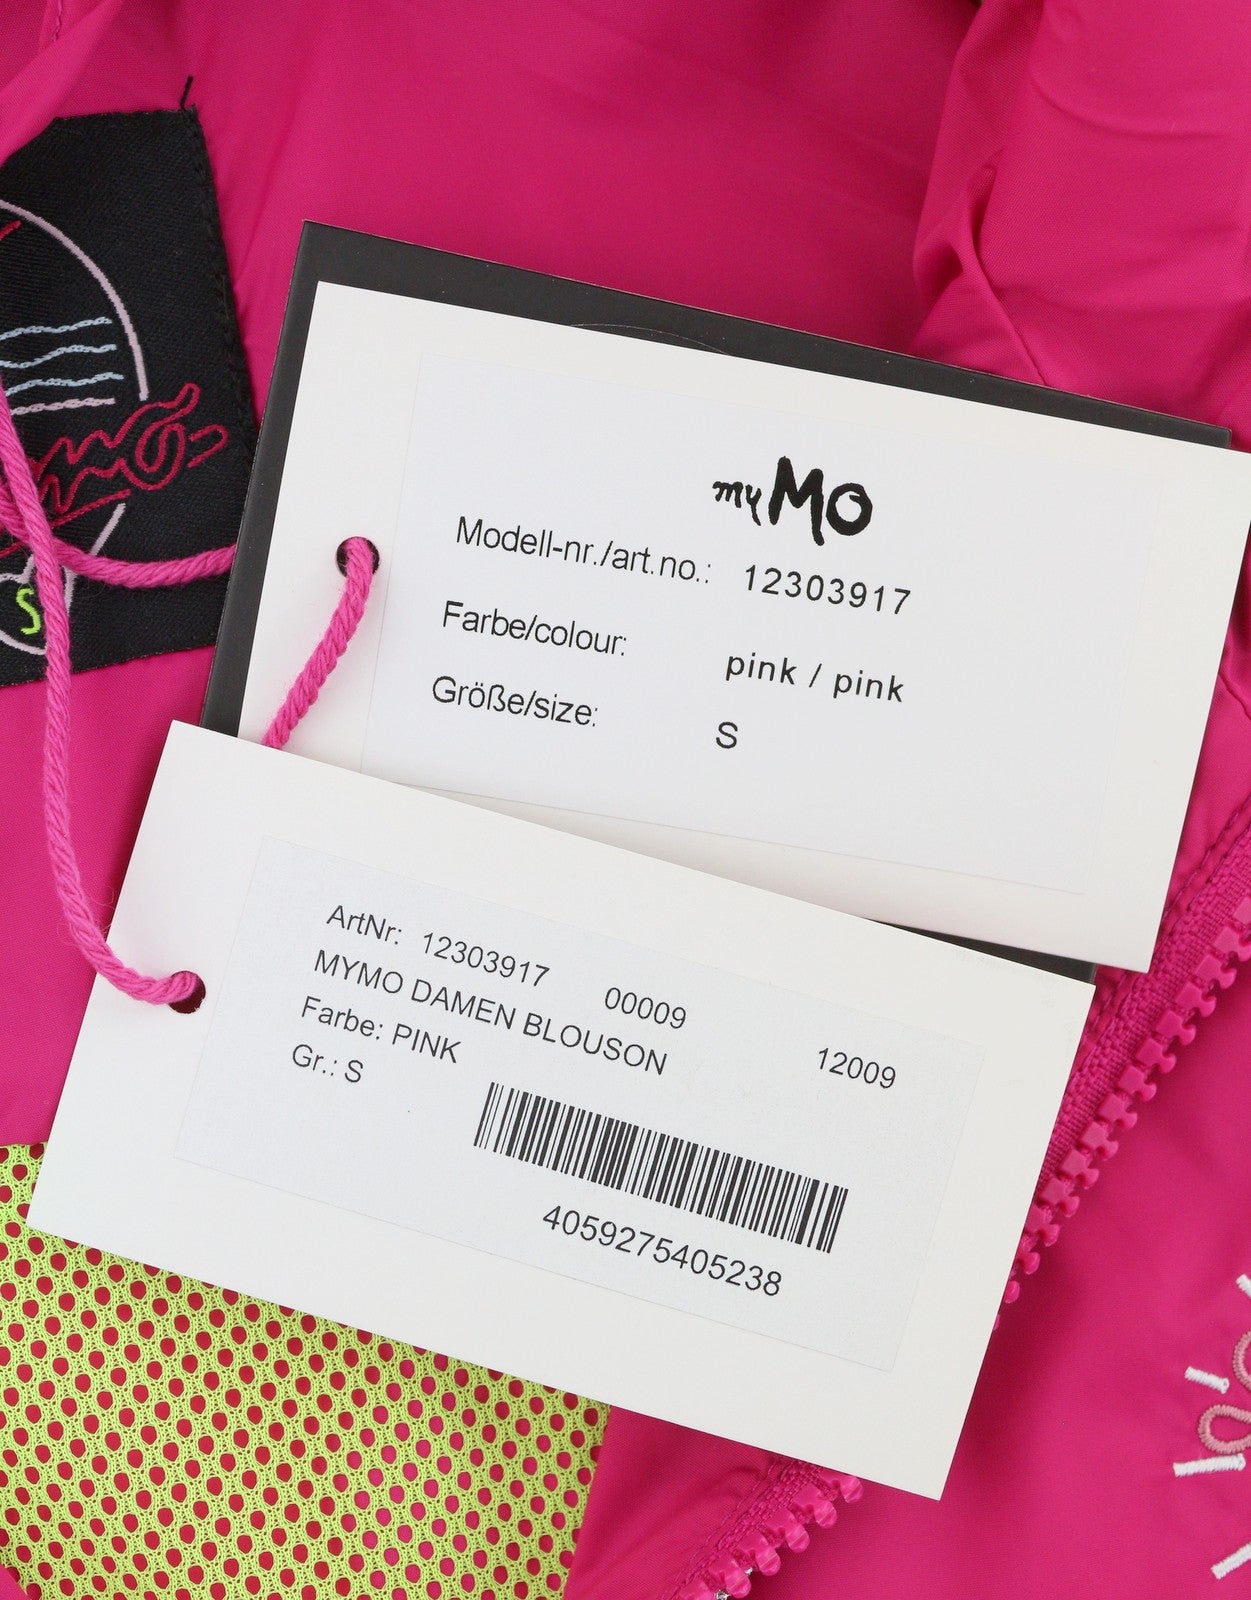 myMO
Modell-nr./art.no.: 12303917
Farbe/colour: pink / pink
Größe/size: S
ArtNr: 12303917 00009 12009
MYMO DAMEN BLOUSON
Farbe: PINK
Gr.: S
4059275405238
S